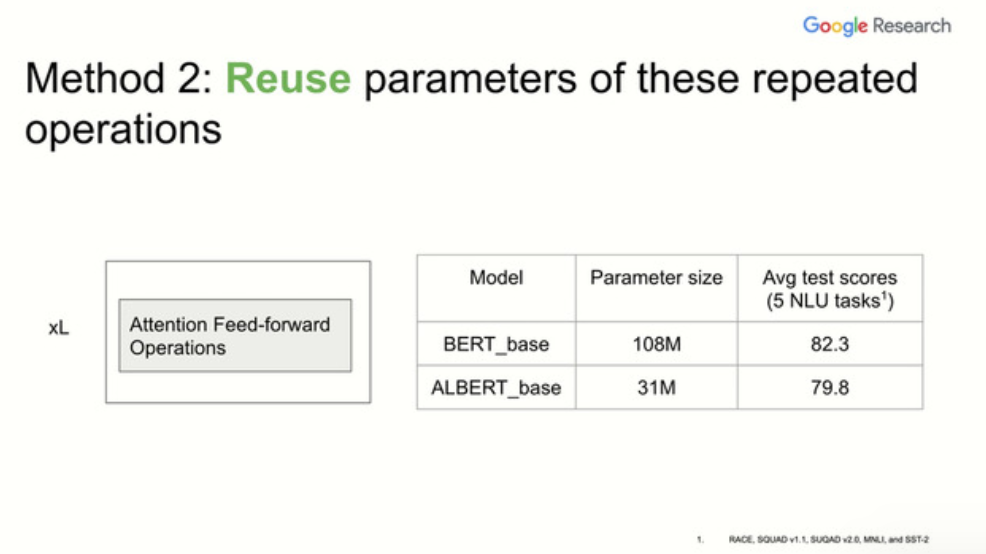 Google Research
Method 2: Reuse parameters of these repeated
operations
xL
Attention Feed-forward
Operations
Model Parameter size Avg test scores
(5 NLU tasks¹)
BERT_base 108M 82.3
ALBERT_base 31M 79.8
1. RACE, SQUAD v1.1, SUQAD v2.0, MNLI, and SST-2